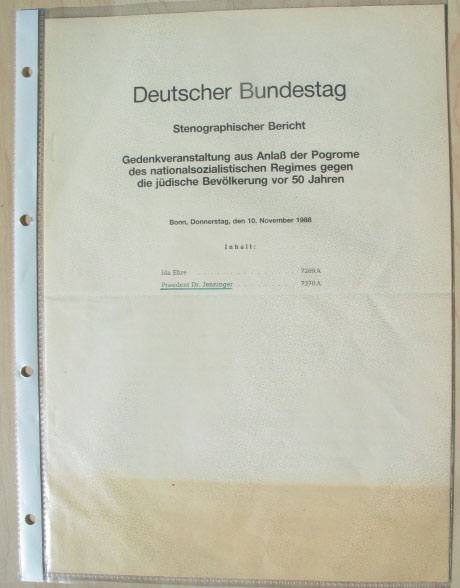 Deutscher Bundestag
Stenographischer Bericht
Gedenkveranstaltung aus Anlaß der Pogrome
des nationalsozialistischen Regimes gegen
die jüdische Bevölkerung vor 50 Jahren
Bonn, Donnerstag, den 10. November 1988
Inhalt:
Ida Ehre . . . . . . . . . . . . . . . . 7269 A
Präsident Dr. Jenninger . . . . . . . . . 7270 A